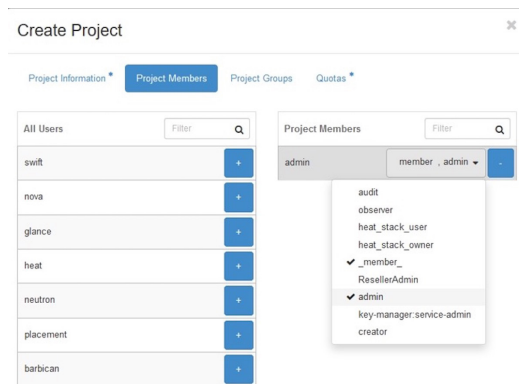 Create Project
×
Project Information *
Project Members
Project Groups
Quotas *
All Users
Filter
swift
+
nova
+
glance
+
heat
+
neutron
+
placement
+
barbican
+
Project Members
Filter
admin
member , admin
-
audit
observer
heat_stack_user
heat_stack_owner
_member_
ResellerAdmin
admin
key-manager:service-admin
creator